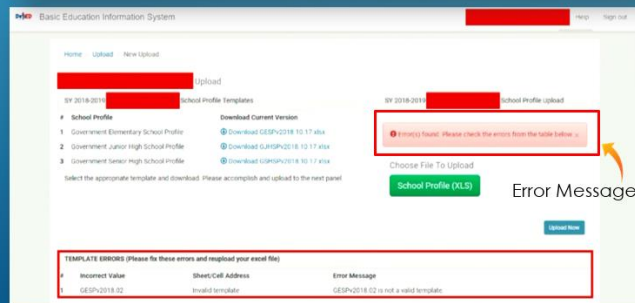 BEIS Basic Education Information System
Help Sign out
Home Upload New Upload
Upload
SY 2018-2019 School Profile Templates
# School Profile Download Current Version
1 Government Elementary School Profile Download GESPv2018.10.17.xlsx
2 Government Junior High School Profile Download GJHSPv2018.10.17.xlsx
3 Government Senior High School Profile Download GSHSPv2018.10.17.xlsx
Select the appropriate template and download. Please accomplish and upload to the next panel
SY 2018-2019 School Profile Upload
Error(s) found. Please check the errors from the table below.
Choose File To Upload
School Profile (XLS)
Error Message
Upload Now
TEMPLATE ERRORS (Please fix these errors and reupload your excel file)
# Incorrect Value Sheet/Cell Address Error Message
1 GESPv2018.02 Invalid template GESPv2018.02 is not a valid template